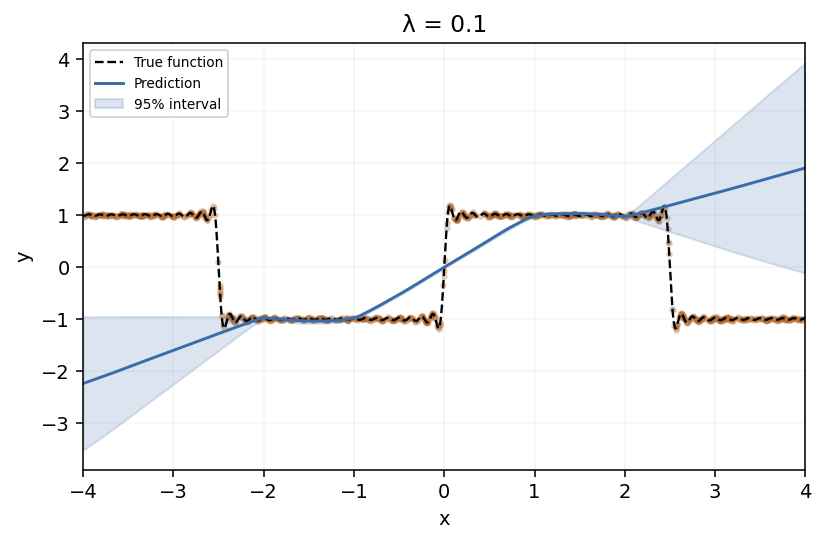 λ = 0.1
True function
Prediction
95% interval
4
3
2
1
0
−1
−2
−3
y
−4 −3 −2 −1 0 1 2 3 4
x